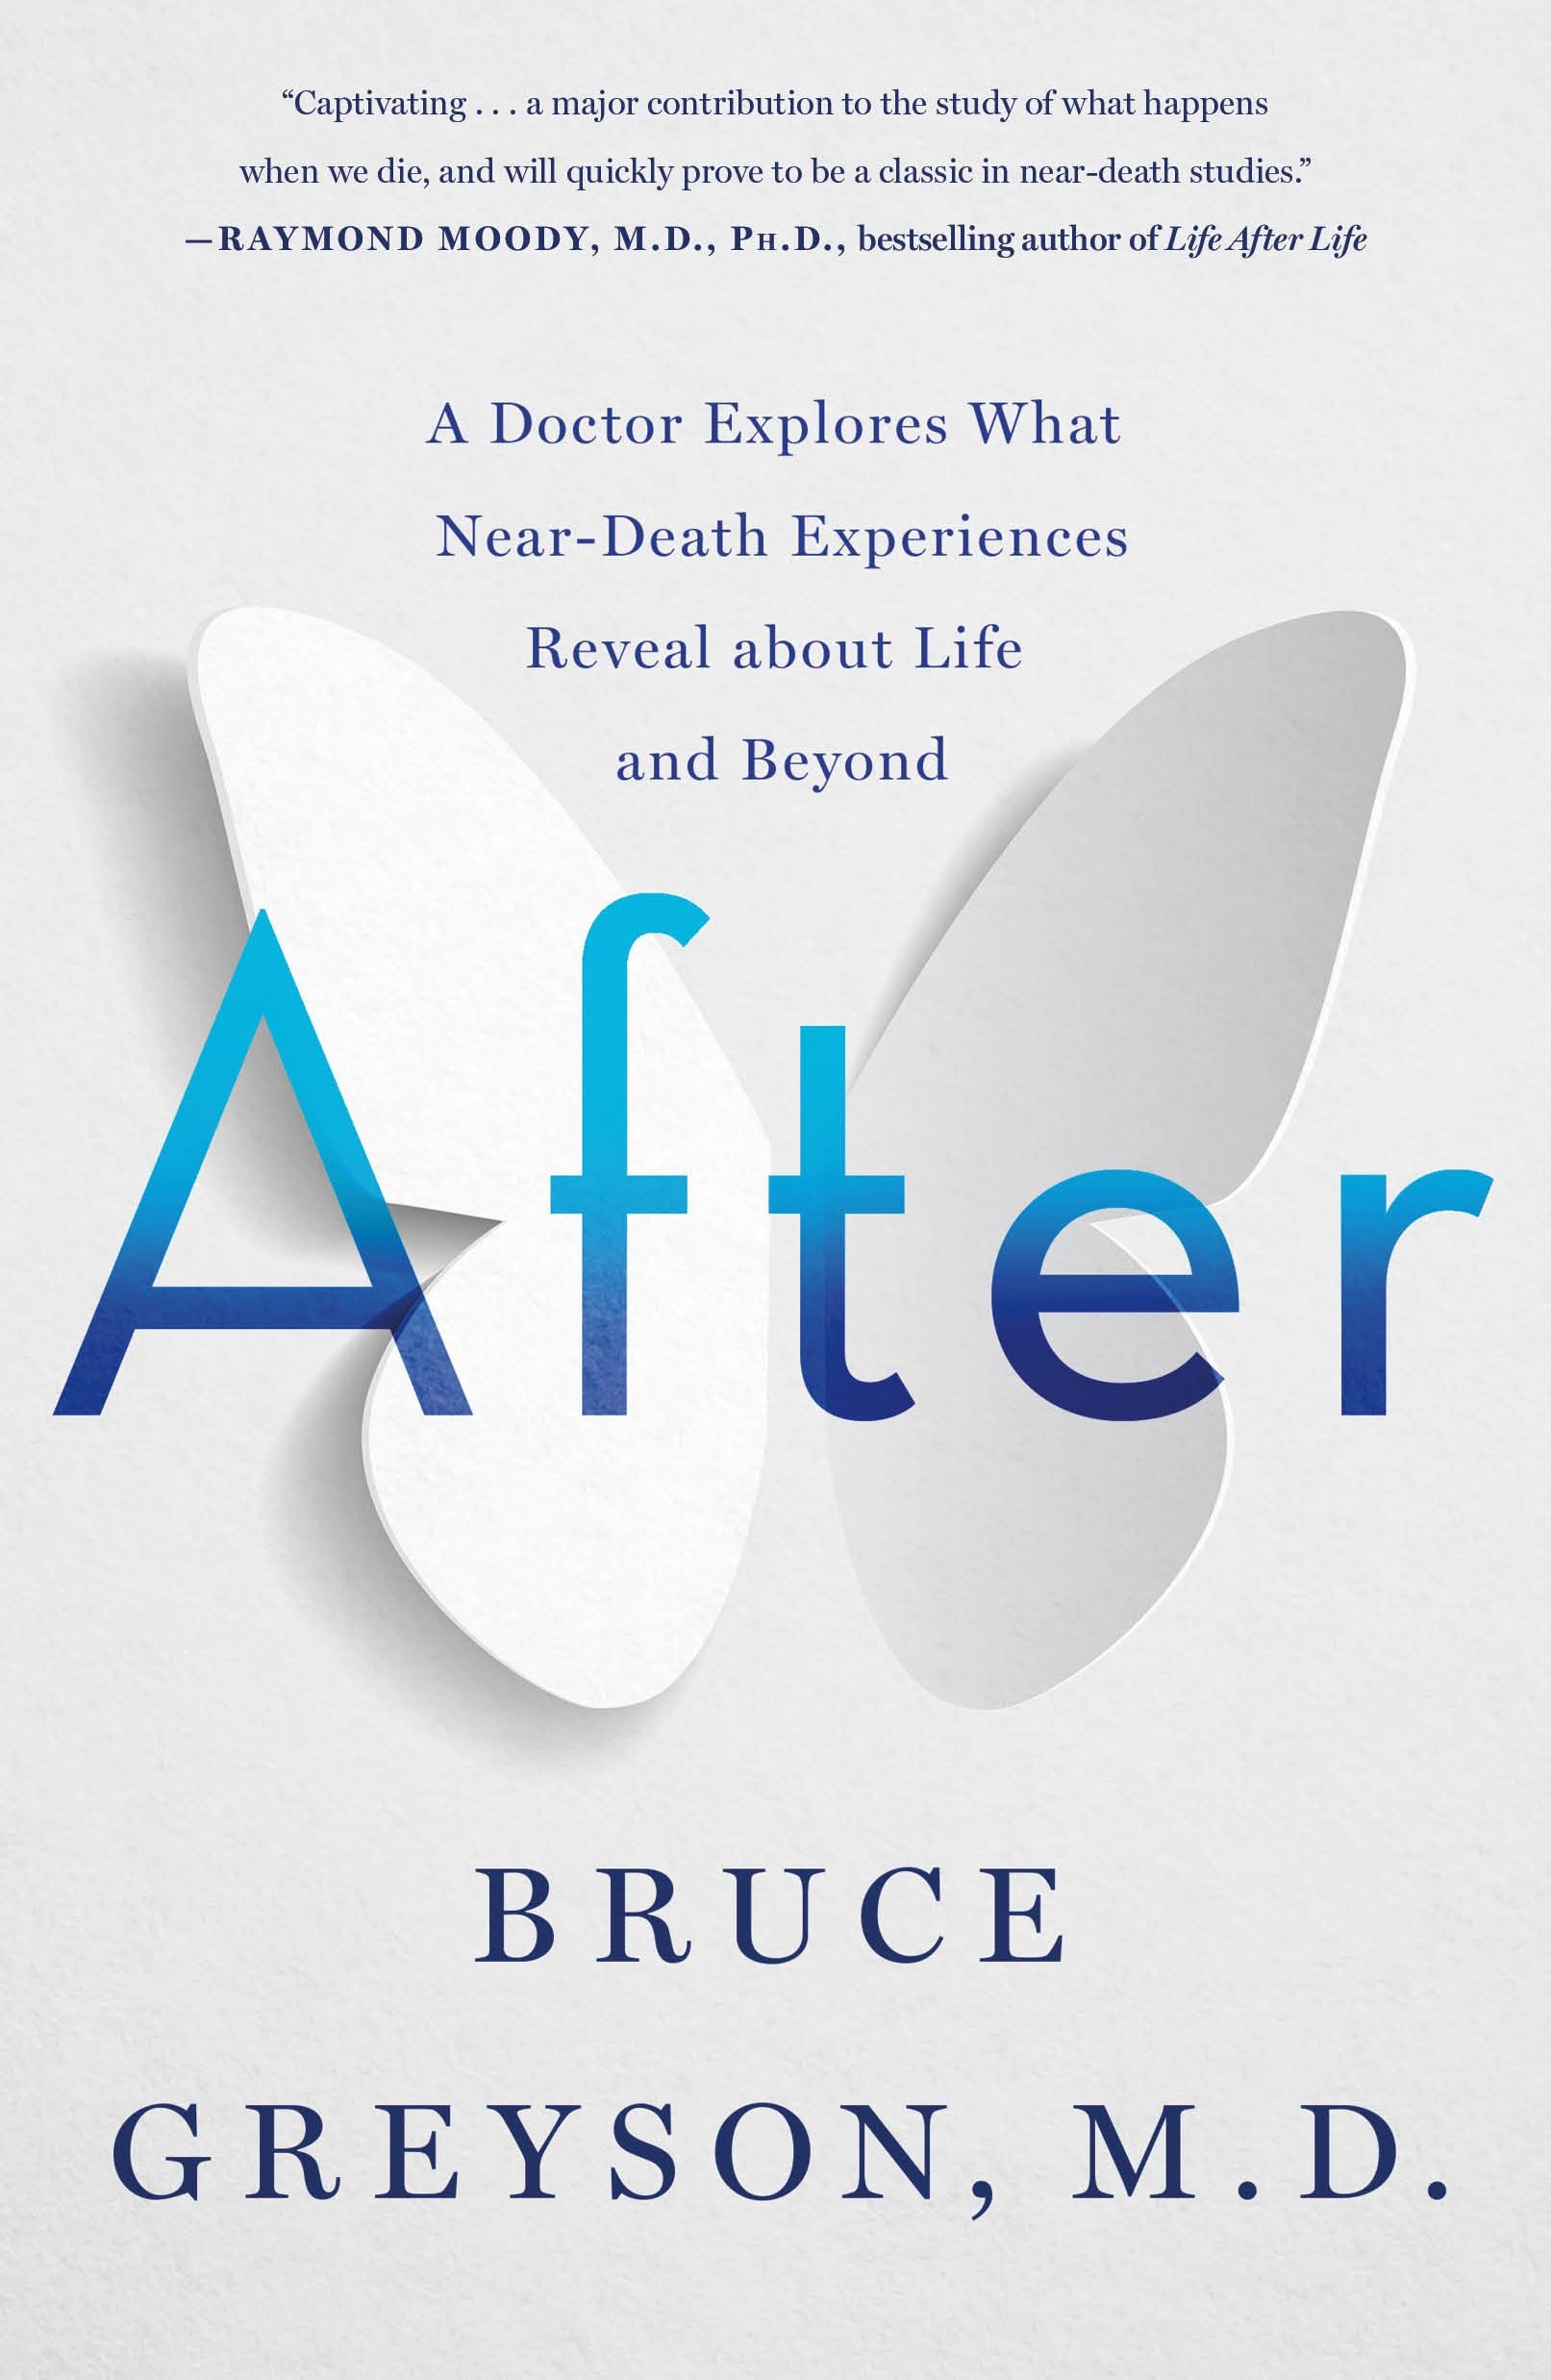 “Captivating . . . a major contribution to the study of what happens
when we die, and will quickly prove to be a classic in near-death studies.”
—RAYMOND MOODY, M.D., PH.D., bestselling author of Life After Life
A Doctor Explores What
Near-Death Experiences
Reveal about Life
and Beyond
After
BRUCE
GREYSON, M.D.